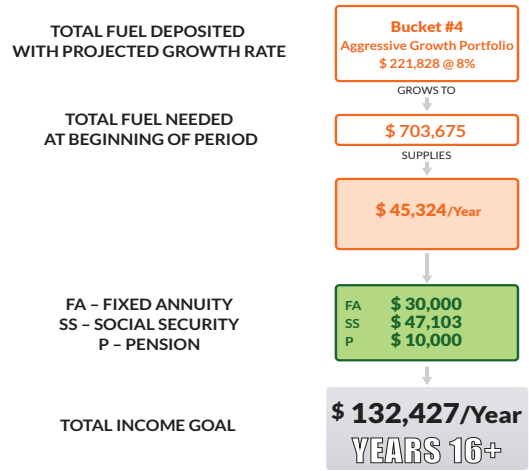 TOTAL FUEL DEPOSITED
WITH PROJECTED GROWTH RATE
Bucket #4
Aggressive Growth Portfolio
$ 221,828 @ 8%
GROWS TO
TOTAL FUEL NEEDED
AT BEGINNING OF PERIOD
$ 703,675
SUPPLIES
$ 45,324/Year
FA – FIXED ANNUITY
SS – SOCIAL SECURITY
P – PENSION
FA $ 30,000
SS $ 47,103
P $ 10,000
TOTAL INCOME GOAL
$ 132,427/Year
YEARS 16+